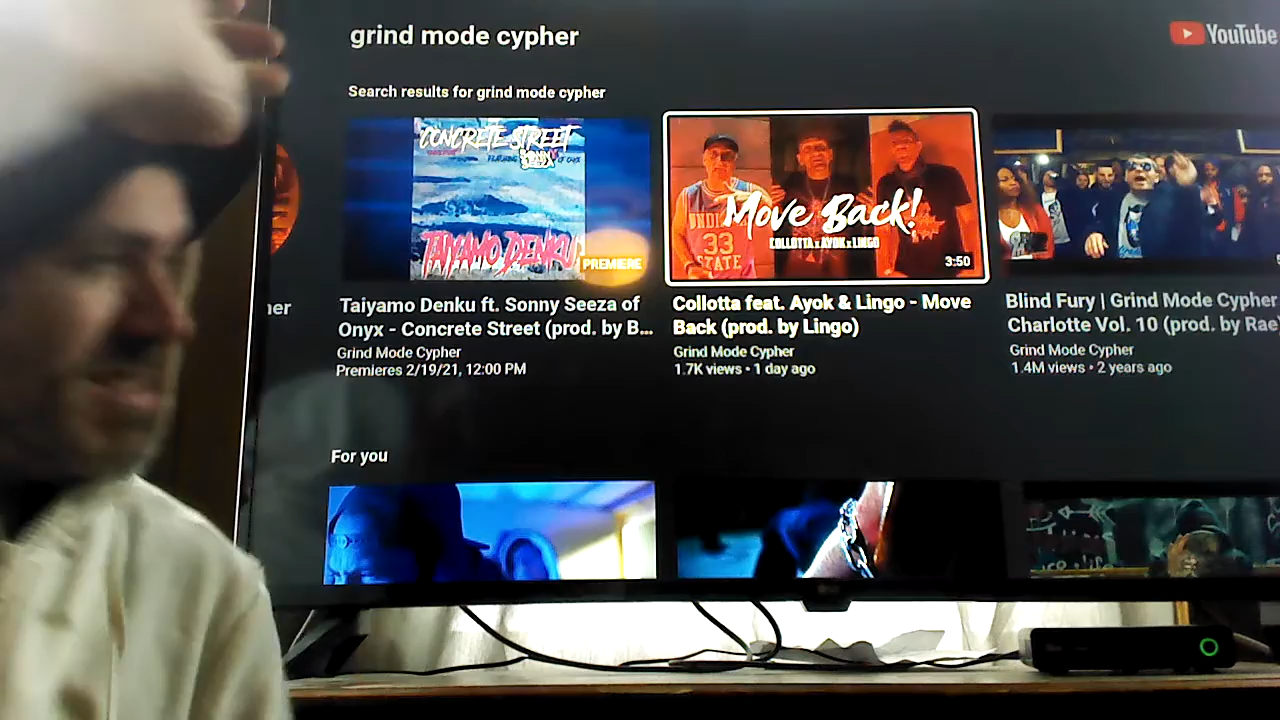 grind mode cypher
YouTube
Search results for grind mode cypher
CONCRETE STREET
TAIYAMO DENKU
PREMIERE
INDI
33
STATE
Move Back!
COLLOTTA x AYOK x LINGO
3:50
her
Taiyamo Denku ft. Sonny Seeza of
Onyx - Concrete Street (prod. by B...
Grind Mode Cypher
Premieres 2/19/21, 12:00 PM
Collotta feat. Ayok & Lingo - Move
Back (prod. by Lingo)
Grind Mode Cypher
1.7K views • 1 day ago
Blind Fury | Grind Mode Cypher
Charlotte Vol. 10 (prod. by Rae
Grind Mode Cypher
1.4M views • 2 years ago
For you